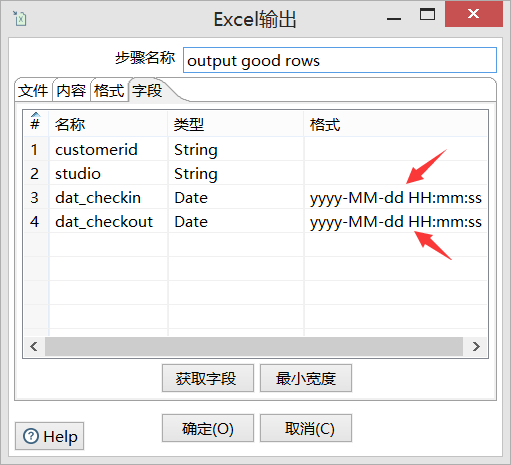 Excel输出
步骤名称 output good rows
文件 内容 格式 字段
# 名称 类型 格式
1 customerid String
2 studio String
3 dat_checkin Date yyyy-MM-dd HH:mm:ss
4 dat_checkout Date yyyy-MM-dd HH:mm:ss
获取字段 最小宽度
Help 确定(O) 取消(C)